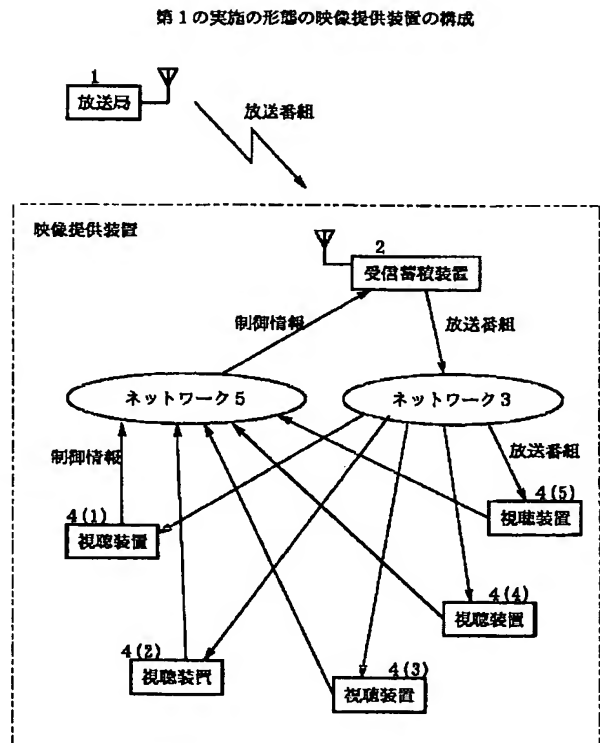 第1の実施の形態の映像提供装置の構成
1
放送局
放送番組
映像提供装置
2
受信蓄積装置
制御情報
放送番組
ネットワーク5
ネットワーク3
制御情報
放送番組
4(1)
視聴装置
4(5)
視聴装置
4(4)
視聴装置
4(2)
視聴装置
4(3)
視聴装置